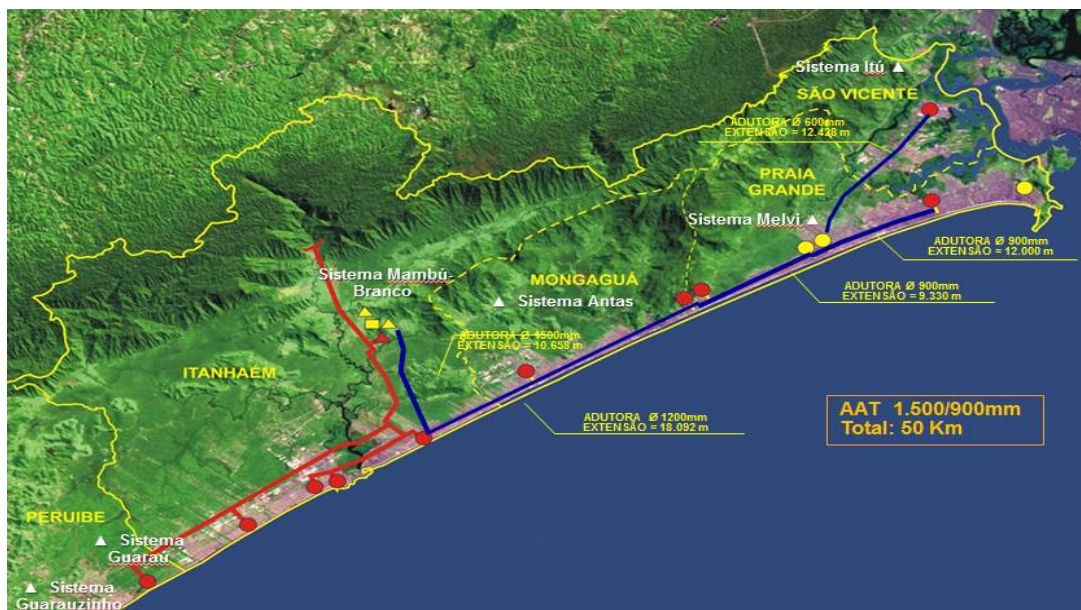 Sistema Itú
SÃO VICENTE
ADUTORA Ø 600mm
EXTENSÃO = 12.428 m
PRAIA
GRANDE
Sistema Melvi
ADUTORA Ø 900mm
EXTENSÃO = 12.000 m
Sistema Mambú-
Branco
MONGAGUÁ
Sistema Antas
ADUTORA Ø 900mm
EXTENSÃO = 9.330 m
ADUTORA Ø 1500mm
EXTENSÃO = 10.658 m
ITANHAÉM
ADUTORA Ø 1200mm
EXTENSÃO = 18.092 m
AAT 1.500/900mm
Total: 50 Km
PERUIBE
Sistema
Guaraú
Sistema
Guarauzinho